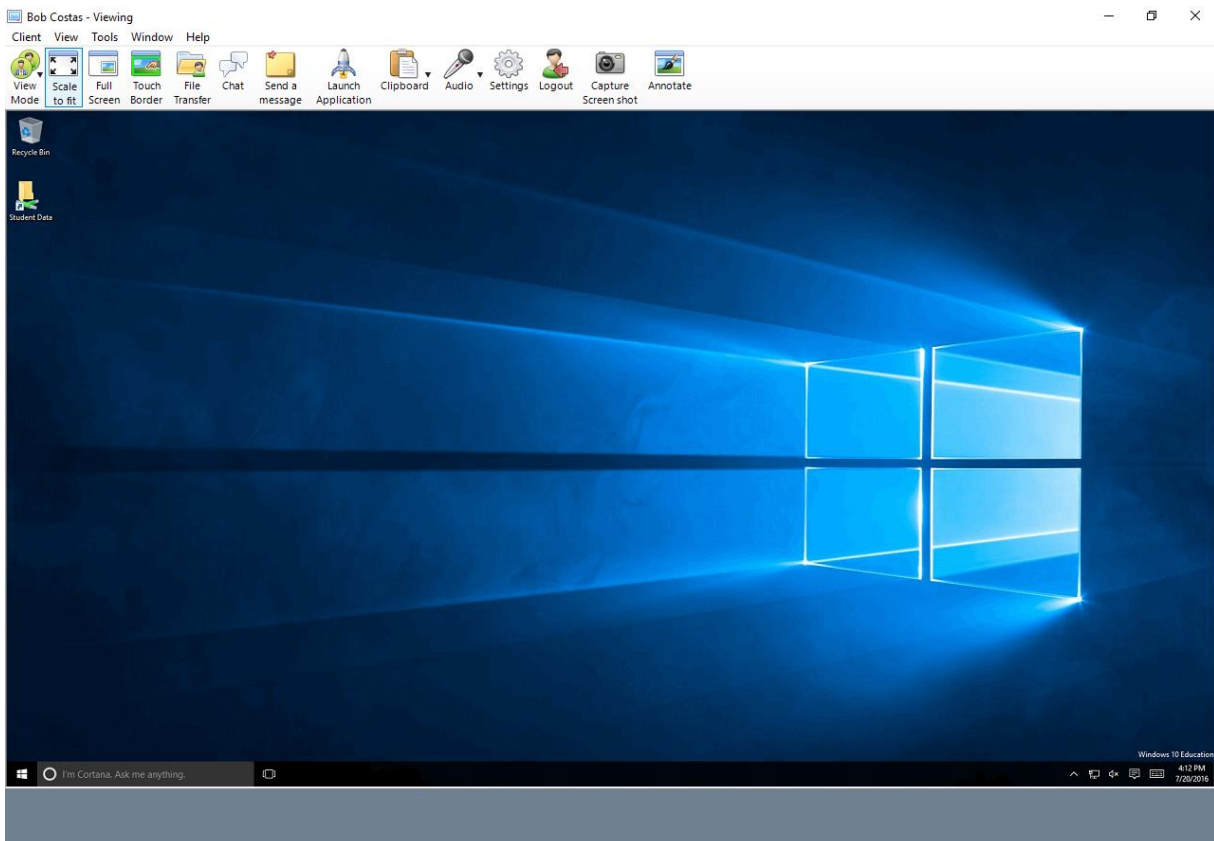 Bob Costas - Viewing
Client View Tools Window Help
View Mode
Scale to fit
Full Screen
Touch Border
File Transfer
Chat
Send a message
Launch Application
Clipboard
Audio
Settings
Logout
Capture Screen shot
Annotate
Recycle Bin
Student Data
Windows 10 Education
I'm Cortana. Ask me anything.
4:12 PM
7/20/2016